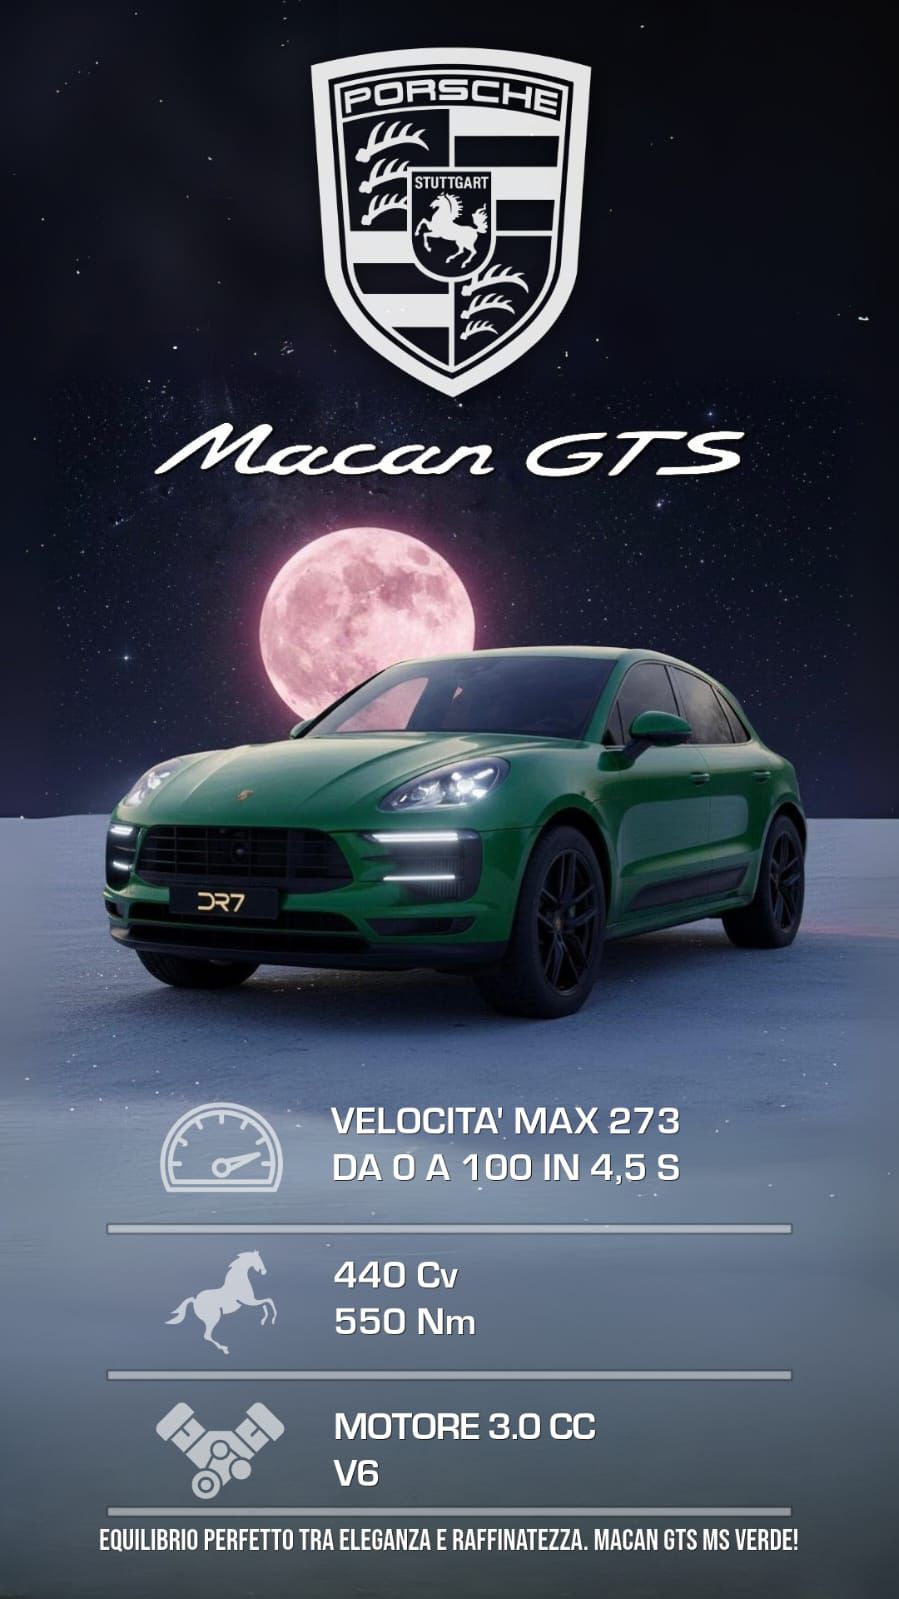 PORSCHE
STUTTGART
Macan GTS
DR7
VELOCITA' MAX 273
DA 0 A 100 IN 4,5 S
440 Cv
550 Nm
MOTORE 3.0 CC
V6
EQUILIBRIO PERFETTO TRA ELEGANZA E RAFFINATEZZA. MACAN GTS MS VERDE!